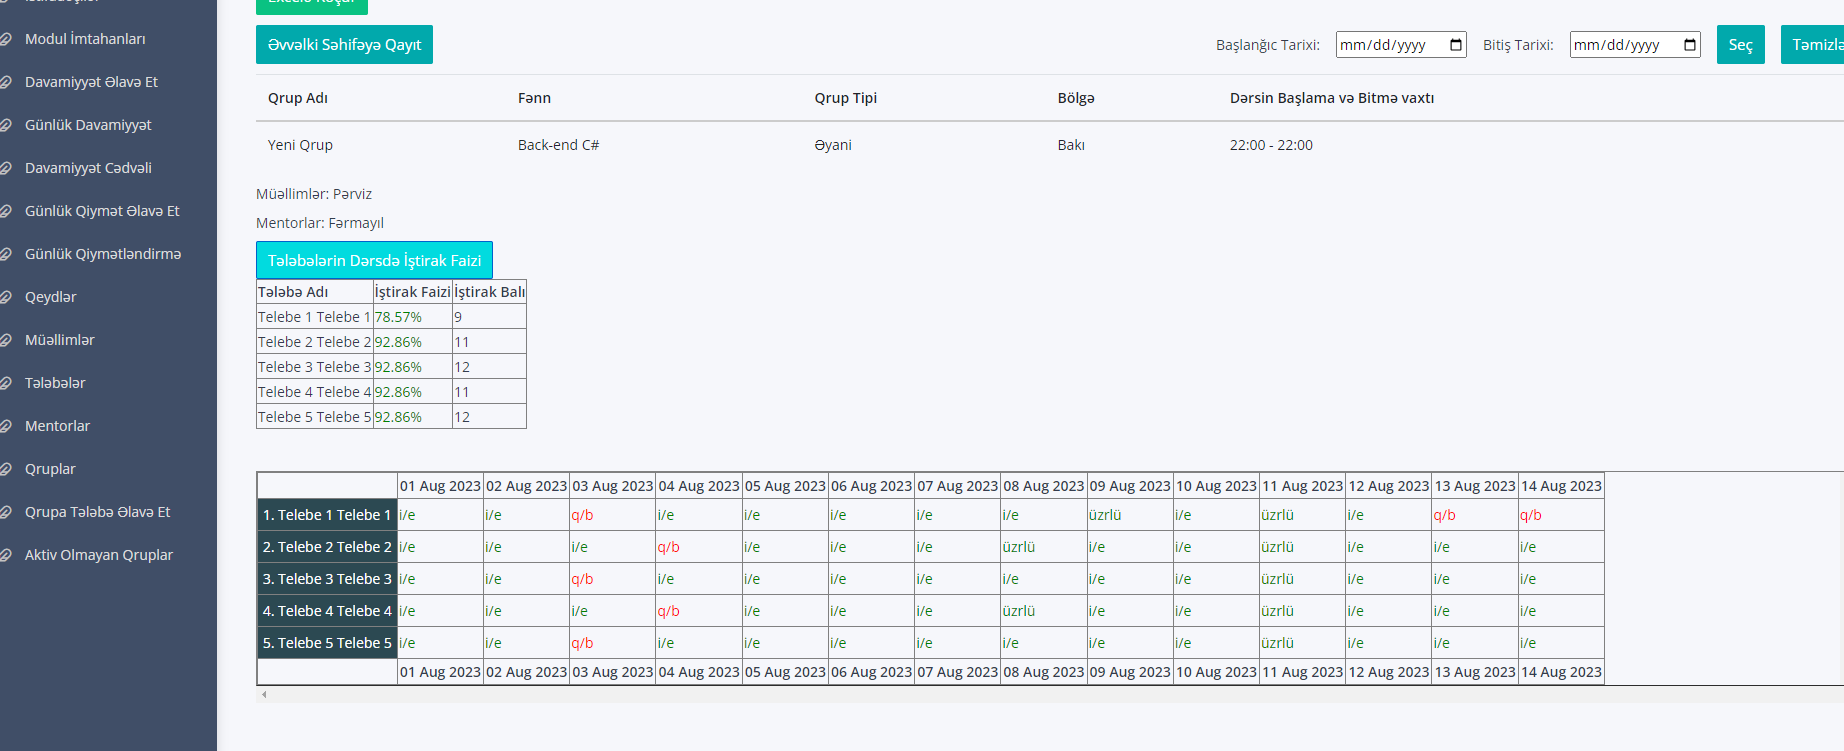 Excelə Köçür
İstifadəçilər
Əvvəlki Səhifəyə Qayıt
Başlanğıc Tarixi: mm/dd/yyyy Bitiş Tarixi: mm/dd/yyyy Seç Təmizlə
Modul İmtahanları
Davamiyyət Əlavə Et
Günlük Davamiyyət
Davamiyyət Cədvəli
Günlük Qiymət Əlavə Et
Günlük Qiymətləndirmə
Qeydlər
Müəllimlər
Tələbələr
Mentorlar
Qruplar
Qrupa Tələbə Əlavə Et
Aktiv Olmayan Qruplar
Qrup Adı Fənn Qrup Tipi Bölgə Dərsin Başlama və Bitmə vaxtı
Yeni Qrup Back-end C# Əyani Bakı 22:00 - 22:00
Müəllimlər: Pərviz
Mentorlar: Fərmayıl
Tələbələrin Dərsdə İştirak Faizi
Tələbə Adı İştirak Faizi İştirak Balı
Telebe 1 Telebe 1 78.57% 9
Telebe 2 Telebe 2 92.86% 11
Telebe 3 Telebe 3 92.86% 12
Telebe 4 Telebe 4 92.86% 11
Telebe 5 Telebe 5 92.86% 12
01 Aug 2023 02 Aug 2023 03 Aug 2023 04 Aug 2023 05 Aug 2023 06 Aug 2023 07 Aug 2023 08 Aug 2023 09 Aug 2023 10 Aug 2023 11 Aug 2023 12 Aug 2023 13 Aug 2023 14 Aug 2023
1. Telebe 1 Telebe 1 i/e i/e q/b i/e i/e i/e i/e i/e üzrlü i/e üzrlü i/e q/b q/b
2. Telebe 2 Telebe 2 i/e i/e i/e q/b i/e i/e i/e üzrlü i/e i/e üzrlü i/e i/e i/e
3. Telebe 3 Telebe 3 i/e i/e q/b i/e i/e i/e i/e i/e i/e i/e üzrlü i/e i/e i/e
4. Telebe 4 Telebe 4 i/e i/e i/e q/b i/e i/e i/e üzrlü i/e i/e üzrlü i/e i/e i/e
5. Telebe 5 Telebe 5 i/e i/e q/b i/e i/e i/e i/e i/e i/e i/e üzrlü i/e i/e i/e
01 Aug 2023 02 Aug 2023 03 Aug 2023 04 Aug 2023 05 Aug 2023 06 Aug 2023 07 Aug 2023 08 Aug 2023 09 Aug 2023 10 Aug 2023 11 Aug 2023 12 Aug 2023 13 Aug 2023 14 Aug 2023